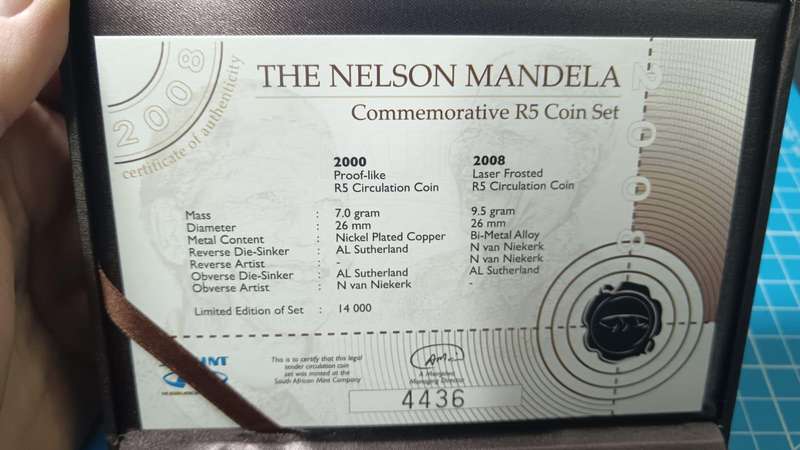 2008
certificate of authenticity
THE NELSON MANDELA
Commemorative R5 Coin Set
2008
2000 2008
Proof-like Laser Frosted
R5 Circulation Coin R5 Circulation Coin
Mass : 7.0 gram 9.5 gram
Diameter : 26 mm 26 mm
Metal Content : Nickel Plated Copper Bi-Metal Alloy
Reverse Die-Sinker : AL Sutherland N van Niekerk
Reverse Artist : - N van Niekerk
Obverse Die-Sinker : AL Sutherland AL Sutherland
Obverse Artist : N van Niekerk -
Limited Edition of Set : 14 000
This is to certify that this legal
tender circulation coin
set was minted at the
South African Mint Company
Managing Director
4436